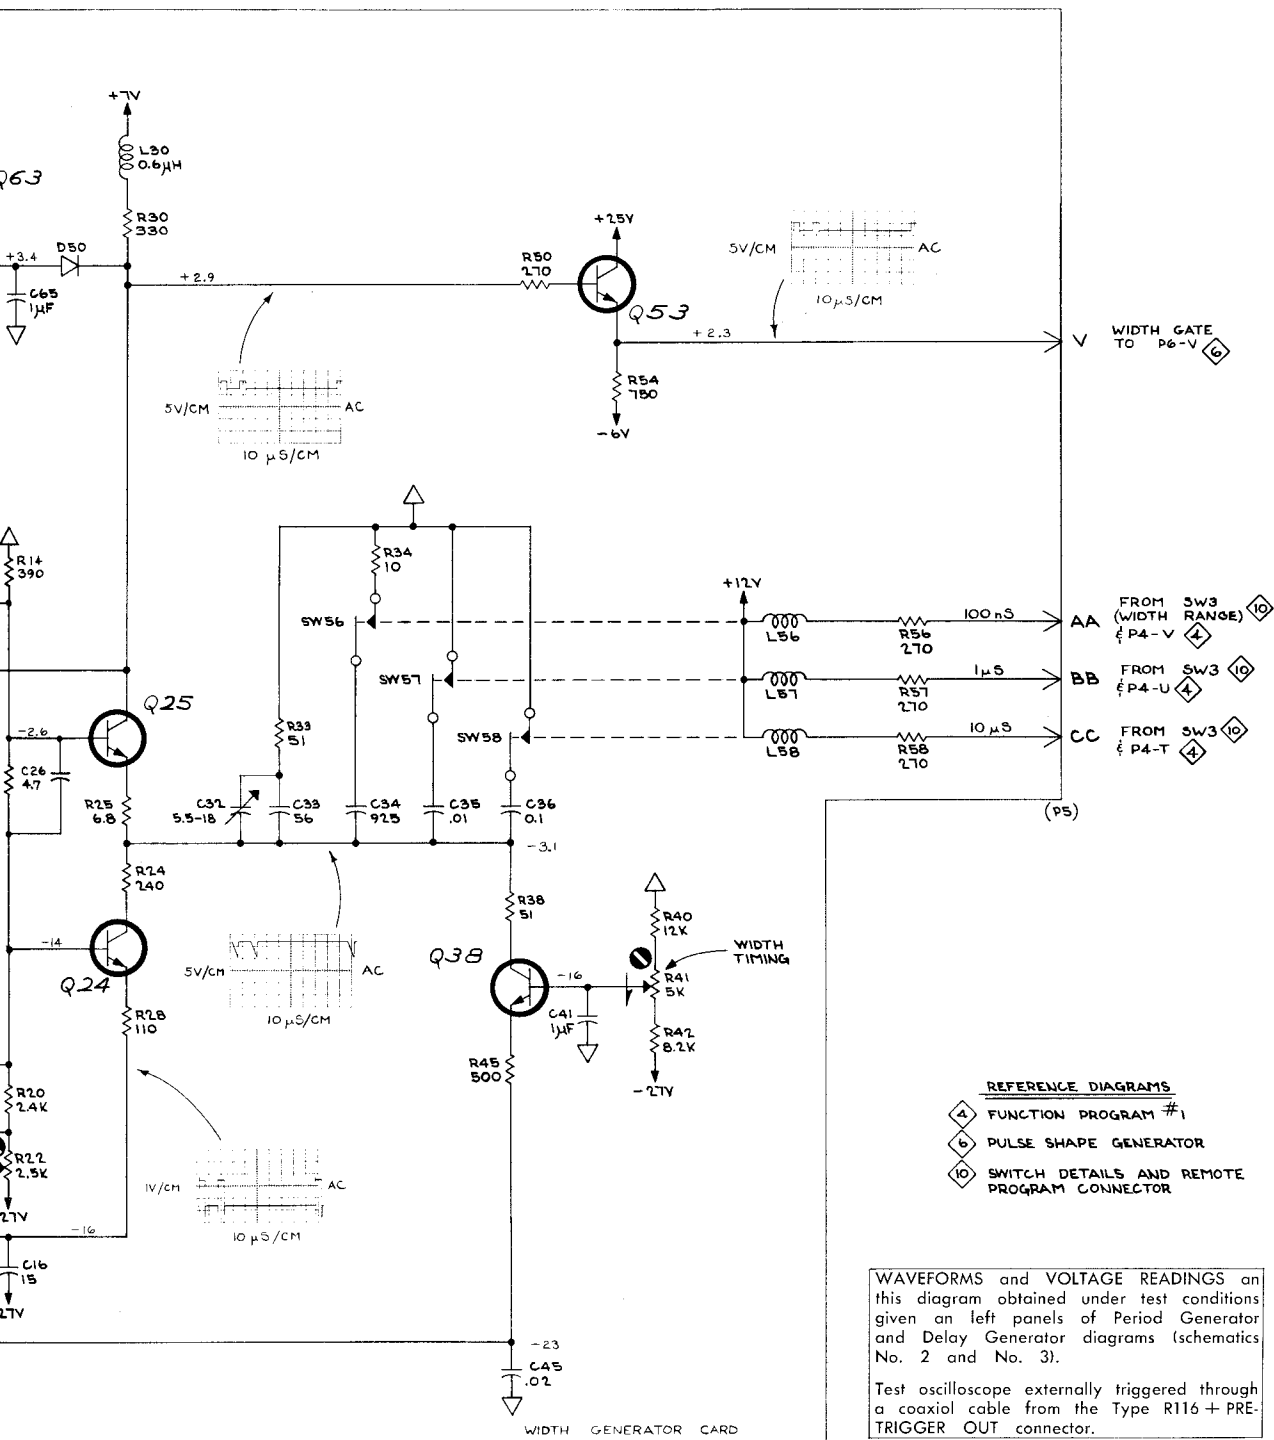 +7V
L30
0.6μH
Q63
R30
330
D50
+3.4
C65
1μF
+2.9
R50
270
+25V
Q53
5V/CM
AC
10μS/CM
+2.3
V
WIDTH GATE
TO P6-V 6
R54
750
-6V
5V/CM
AC
10 μS/CM
R14
390
R34
10
SW56
SW57
SW58
+12V
L56
R56
270
100nS
AA
FROM SW3 10
(WIDTH RANGE)
& P4-V 4
L57
R57
270
1μS
BB
FROM SW3 10
& P4-U 4
L58
R58
270
10μS
CC
FROM SW3 10
& P4-T 4
(P5)
Q25
-2.6
C26
4.7
R25
6.8
R33
51
C32
5.5-18
C33
56
C34
925
C35
.01
C36
0.1
-3.1
R24
240
-14
Q24
R28
110
5V/CM
AC
10μS/CM
R38
51
Q38
-16
C41
1μF
R40
12K
WIDTH
TIMING
R41
5K
R42
8.2K
-27V
R45
500
R20
2.4K
R22
2.5K
27V
-16
C16
15
27V
1V/CM
AC
10μS/CM
-23
C45
.02
WIDTH GENERATOR CARD
REFERENCE DIAGRAMS
4 FUNCTION PROGRAM #1
6 PULSE SHAPE GENERATOR
10 SWITCH DETAILS AND REMOTE
PROGRAM CONNECTOR
WAVEFORMS and VOLTAGE READINGS an
this diagram obtained under test conditions
given an left panels of Period Generator
and Delay Generator diagrams (schematics
No. 2 and No. 3).
Test oscilloscope externally triggered through
a coaxiol cable from the Type R116 + PRE-
TRIGGER OUT connector.